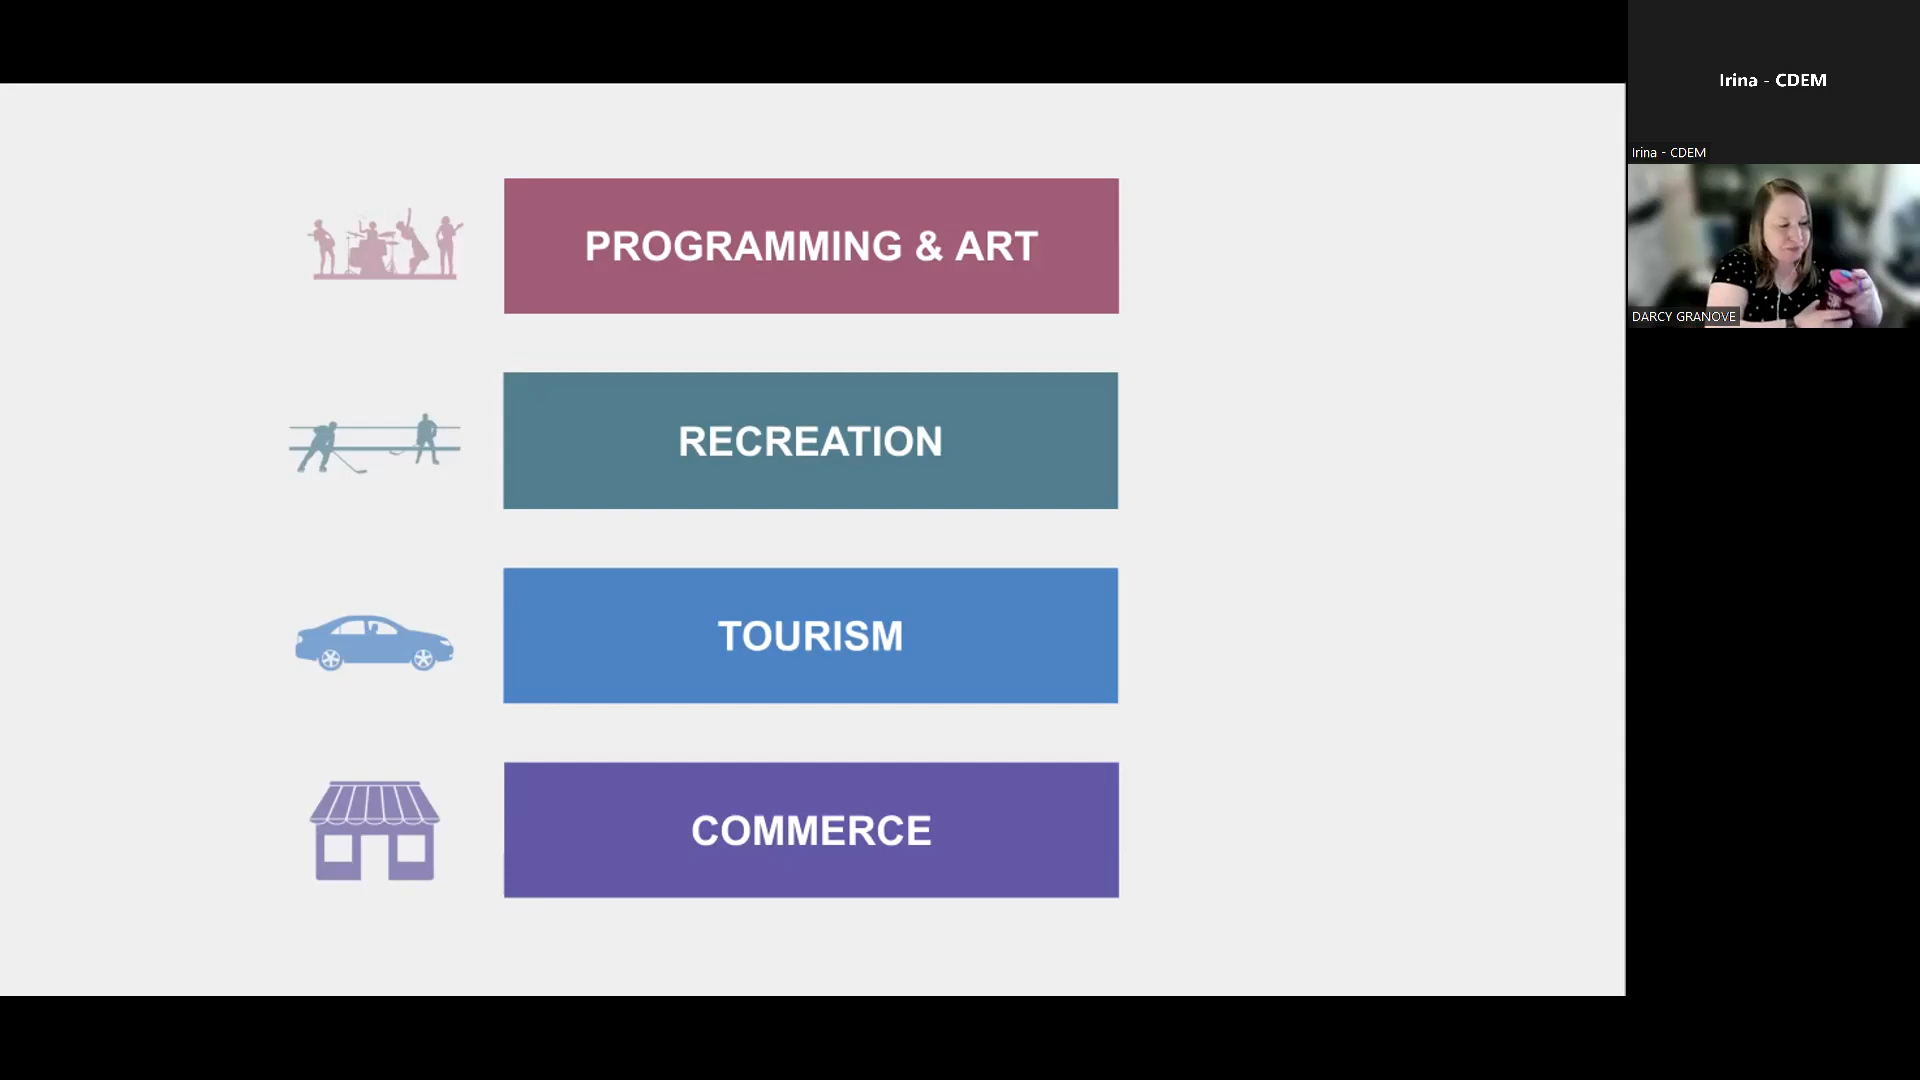 PROGRAMMING & ART
RECREATION
TOURISM
COMMERCE
Irina - CDEM
Irina - CDEM
DARCY GRANOVE